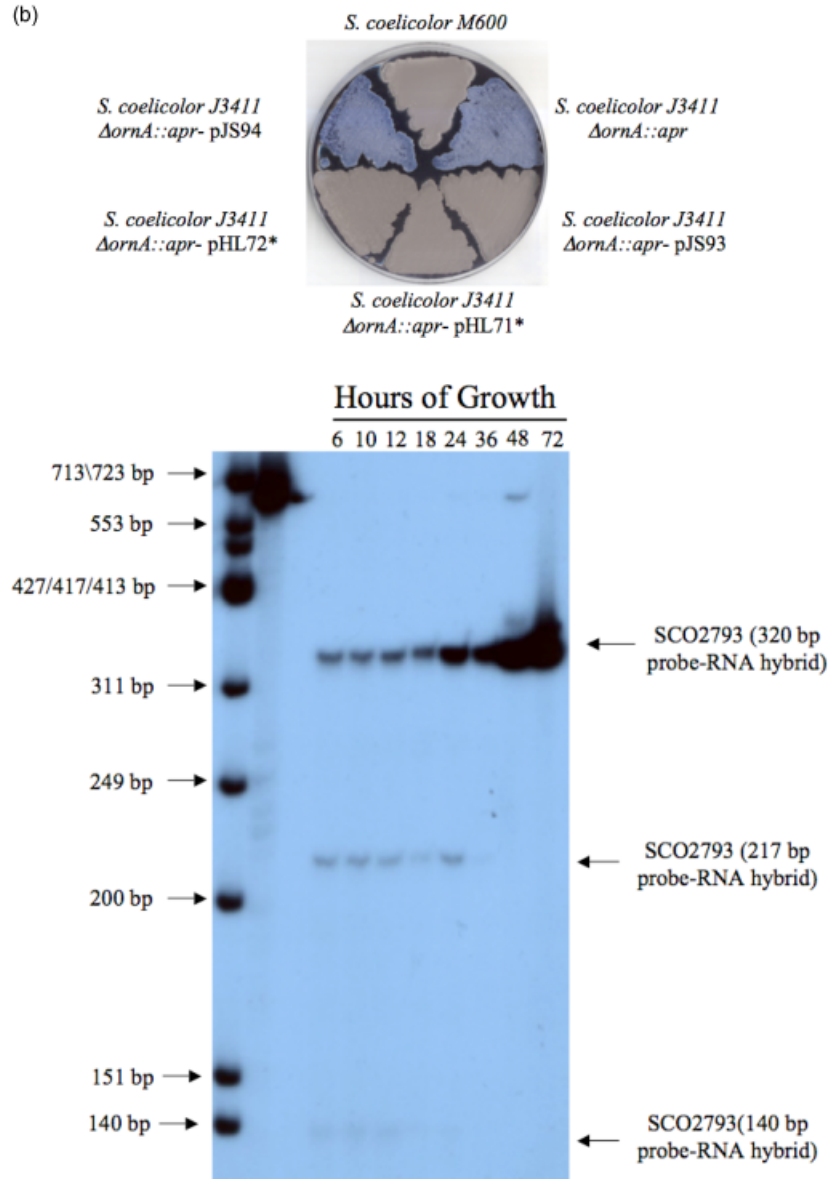 (b)
S. coelicolor M600
S. coelicolor J3411
ΔornA::apr- pJS94
S. coelicolor J3411
ΔornA::apr
S. coelicolor J3411
ΔornA::apr- pHL72*
S. coelicolor J3411
ΔornA::apr- pJS93
S. coelicolor J3411
ΔornA::apr- pHL71*
Hours of Growth
6 10 12 18 24 36 48 72
713\723 bp
553 bp
427/417/413 bp
311 bp
249 bp
200 bp
151 bp
140 bp
SCO2793 (320 bp
probe-RNA hybrid)
SCO2793 (217 bp
probe-RNA hybrid)
SCO2793(140 bp
probe-RNA hybrid)